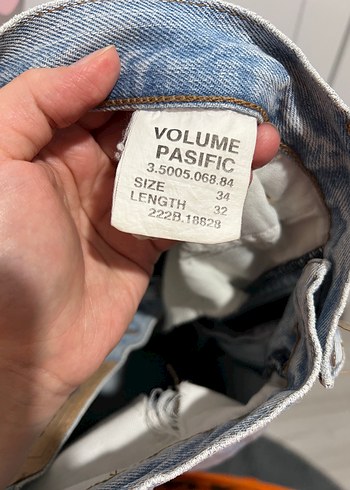 VOLUME
PASIFIC
3.5005.068.84
SIZE 34
LENGTH 32
222B.18828